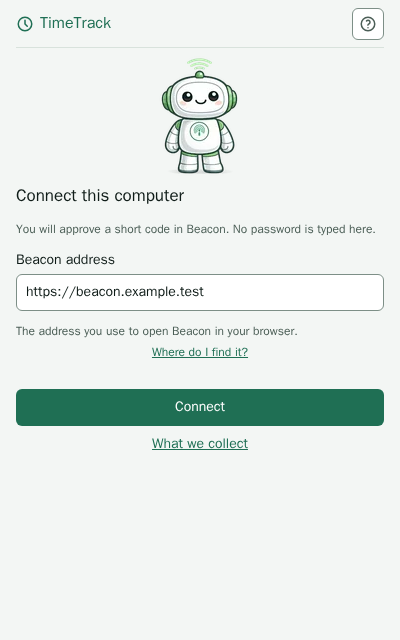 TimeTrack
Connect this computer
You will approve a short code in Beacon. No password is typed here.
Beacon address
https://beacon.example.test
The address you use to open Beacon in your browser.
Where do I find it?
Connect
What we collect